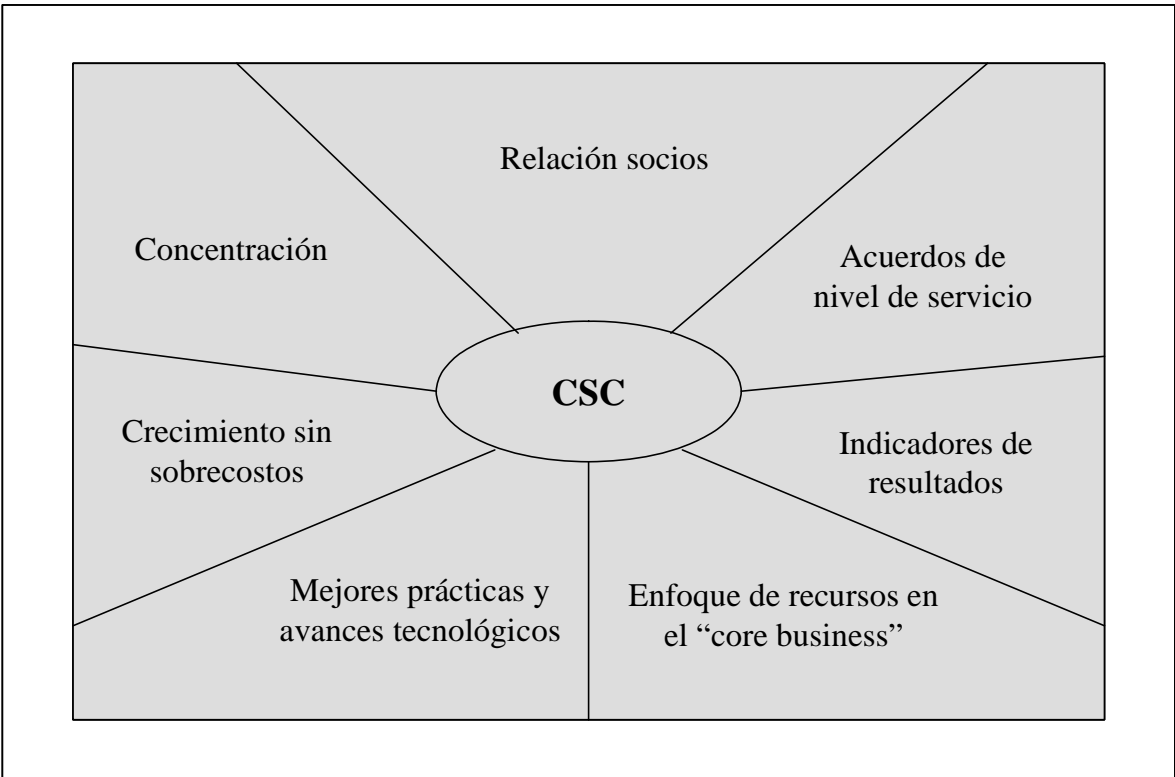 Relación socios
Concentración
Acuerdos de
nivel de servicio
CSC
Crecimiento sin
sobrecostos
Indicadores de
resultados
Mejores prácticas y
avances tecnológicos
Enfoque de recursos en
el “core business”